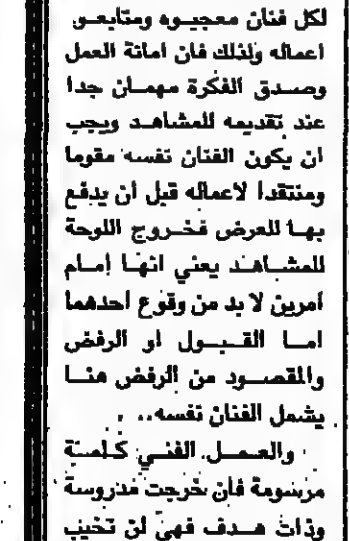 لكل فنان معجبوه ومتابعو
اعماله ولذلك فان امانة العمل
وصدق الفكرة مهمان جدا
عند تقديمه للمشاهد ويجب
ان يكون الفنان نفسه مقوما
ومنتقدا لاعماله قبل أن يدفع
بها للعرض فخروج اللوحة
للمشاهد يعني انها إمام
أمرين لا بد من وقوع أحدهما
اما القبول او الرفض
والمقصود من الرفض هنا
يشمل الفنان نفسه..
والعمل الفني كلمة
مرسومة فان خرجت مدروسة
وذات هدف فهي لن تخيب